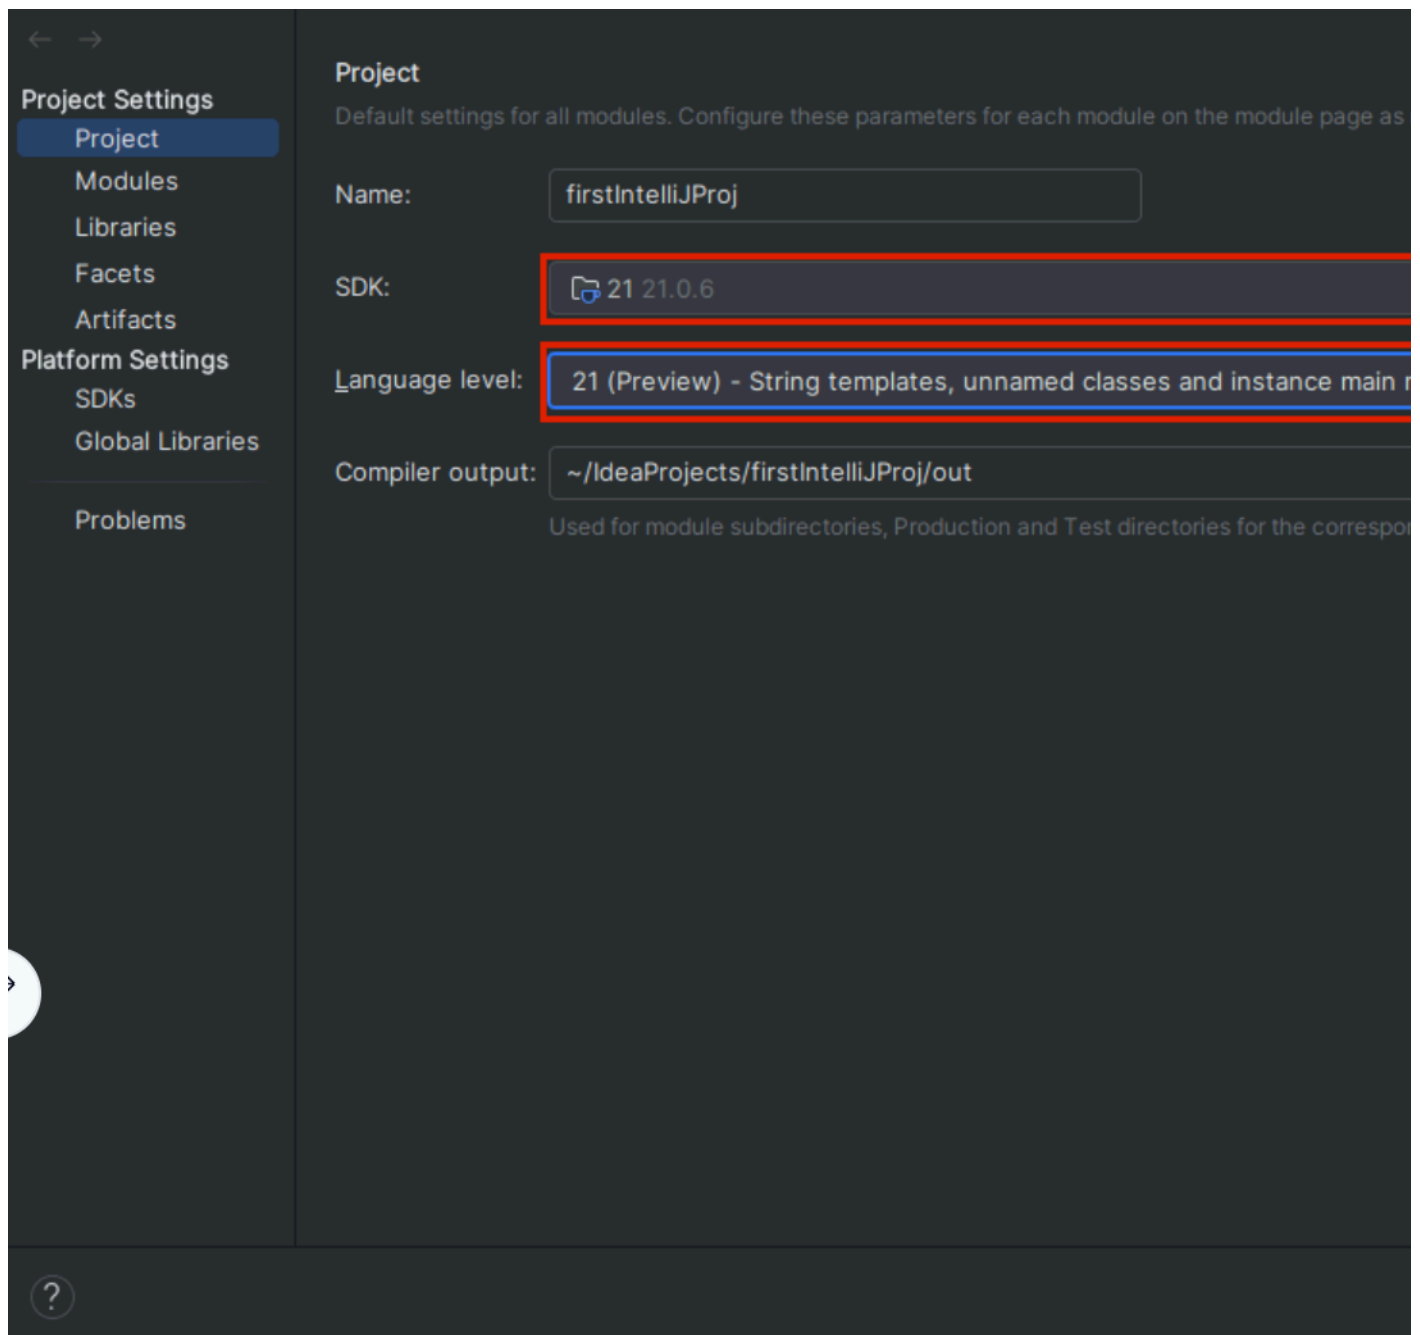 Project Settings
Project
Modules
Libraries
Facets
Artifacts
Platform Settings
SDKs
Global Libraries
Problems
Project
Default settings for all modules. Configure these parameters for each module on the module page as
Name: firstIntelliJProj
SDK: 21 21.0.6
Language level: 21 (Preview) - String templates, unnamed classes and instance main
Compiler output: ~/IdeaProjects/firstIntelliJProj/out
Used for module subdirectories, Production and Test directories for the
?